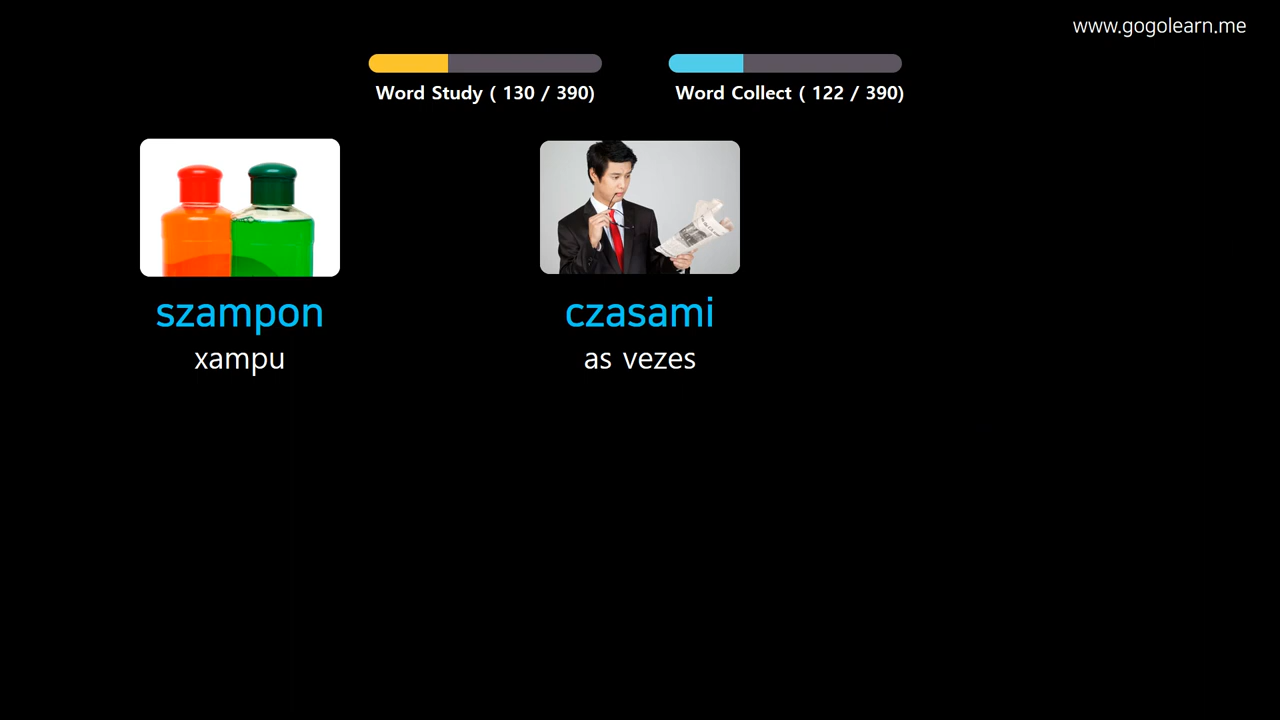 www.gogolearn.me
Word Study ( 130 / 390)
Word Collect ( 122 / 390)
szampon
xampu
czasami
as vezes